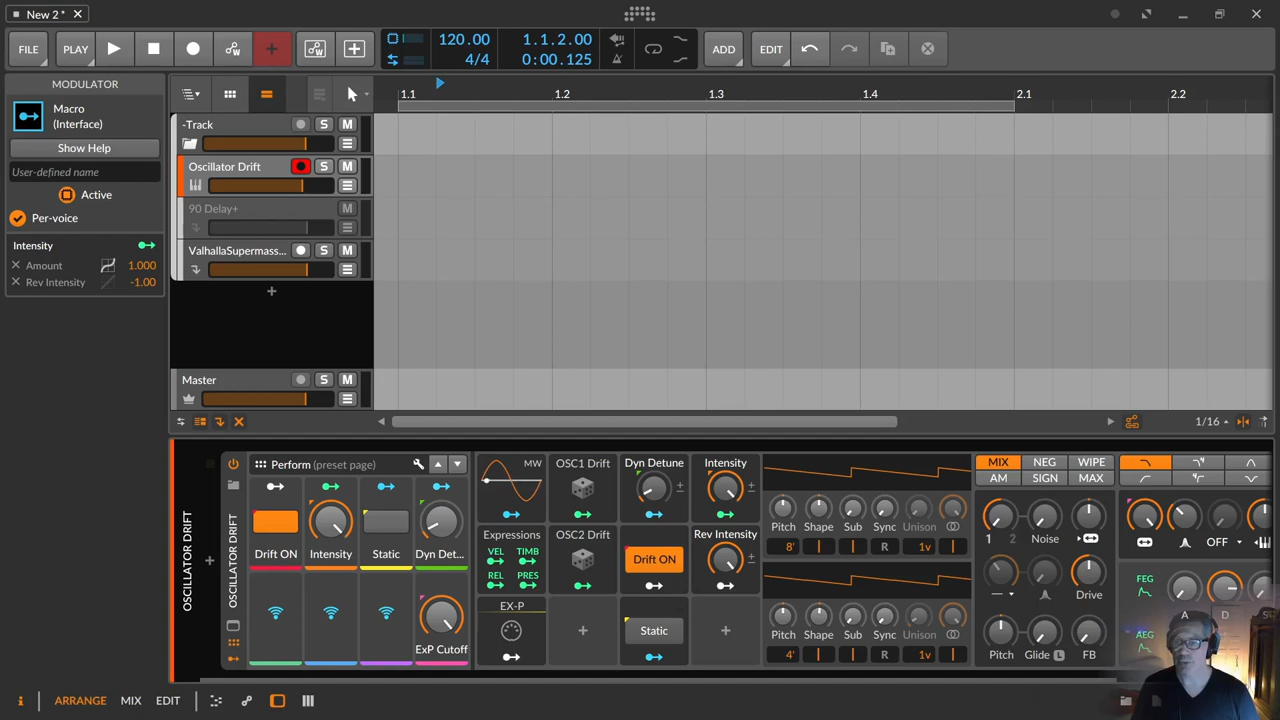 New 2 *
FILE
PLAY
120.00
4/4
1.1.2.00
0:00.125
ADD
EDIT
MODULATOR
Macro
(Interface)
Show Help
User-defined name
Active
Per-voice
Intensity
Amount 1.000
Rev Intensity -1.00
1.1 1.2 1.3 1.4 2.1 2.2
-Track S M
Oscillator Drift S M
90 Delay+ M
ValhallaSupermass... S M
Master S M
1/16
OSCILLATOR DRIFT
OSCILLATOR DRIFT
Perform (preset page)
Drift ON Intensity Static Dyn Det...
ExP Cutoff
MW
OSC1 Drift
Dyn Detune
Intensity
Expressions
VEL TIMB
REL PRES
OSC2 Drift
Drift ON
Rev Intensity
EX-P
Static
Pitch Shape Sub Sync Unison
8' R 1v
Pitch Shape Sub Sync Unison
4' R 1v
MIX NEG WIPE
AM SIGN MAX
1 2 Noise
Drive
Pitch Glide L FB
OFF
FEG
A D S
AEG
ARRANGE MIX EDIT